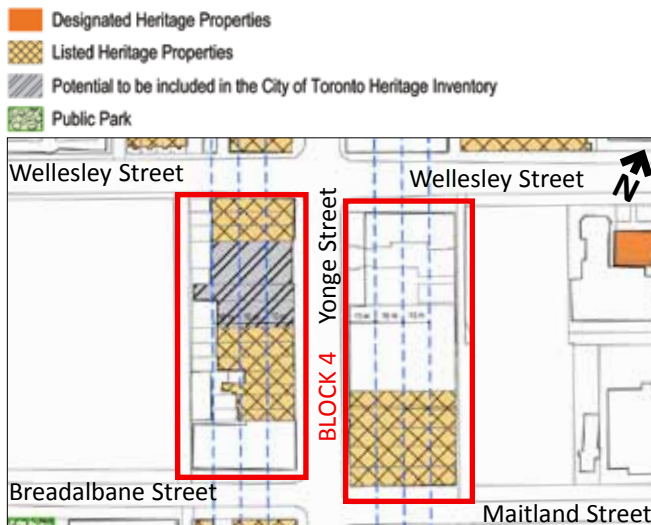 Designated Heritage Properties
Listed Heritage Properties
Potential to be included in the City of Toronto Heritage Inventory
Public Park
Wellesley Street
Wellesley Street
N
Yonge Street
BLOCK 4
Breadalbane Street
Maitland Street